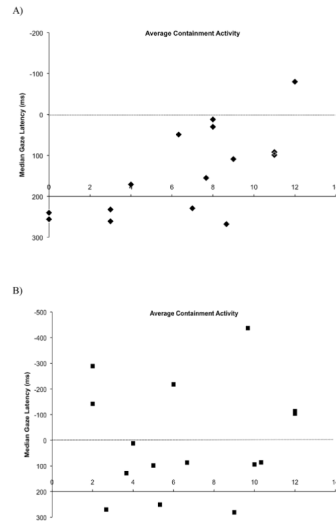 A)
Average Containment Activity
Median Gaze Latency (ms)
-200
-100
0
100
200
300
0 2 4 6 8 10 12 14
B)
Average Containment Activity
Median Gaze Latency (ms)
-500
-400
-300
-200
-100
0
100
200
300
0 2 4 6 8 10 12 14